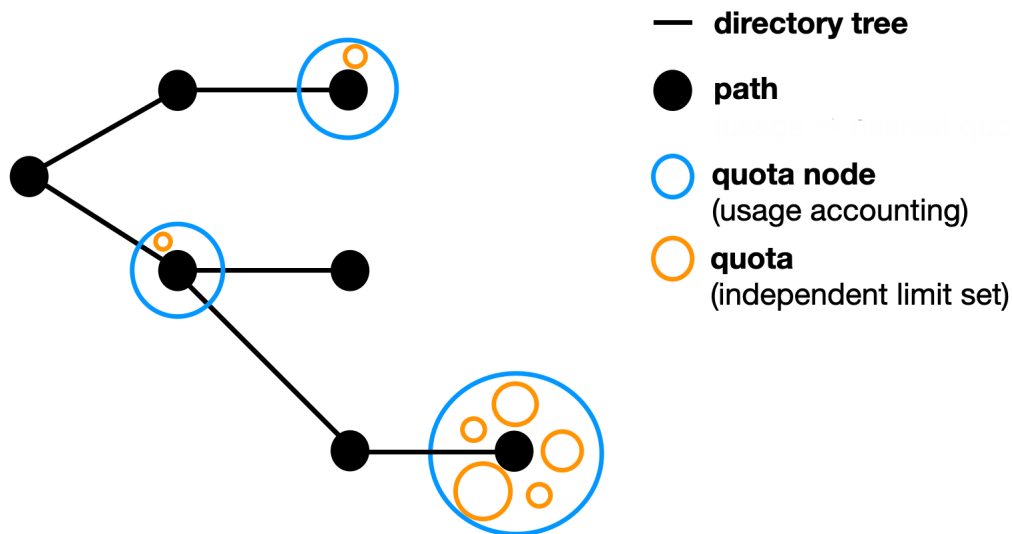 directory tree
path
quota node
(usage accounting)
quota
(independent limit set)